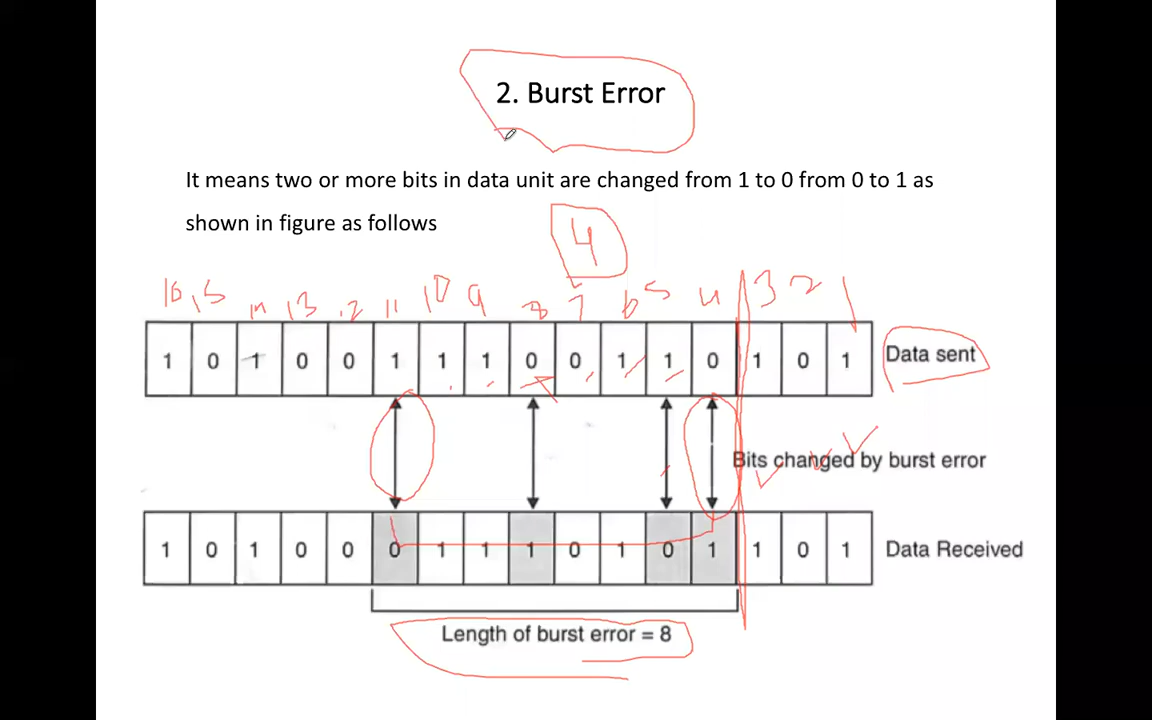 2. Burst Error
It means two or more bits in data unit are changed from 1 to 0 from 0 to 1 as
shown in figure as follows
4
16 15 14 13 12 11 10 9 8 7 6 5 4 3 2 1
1 0 1 0 0 1 1 1 0 0 1 1 0 1 0 1 Data sent
Bits changed by burst error
1 0 1 0 0 0 1 1 1 0 1 0 1 1 0 1 Data Received
Length of burst error = 8